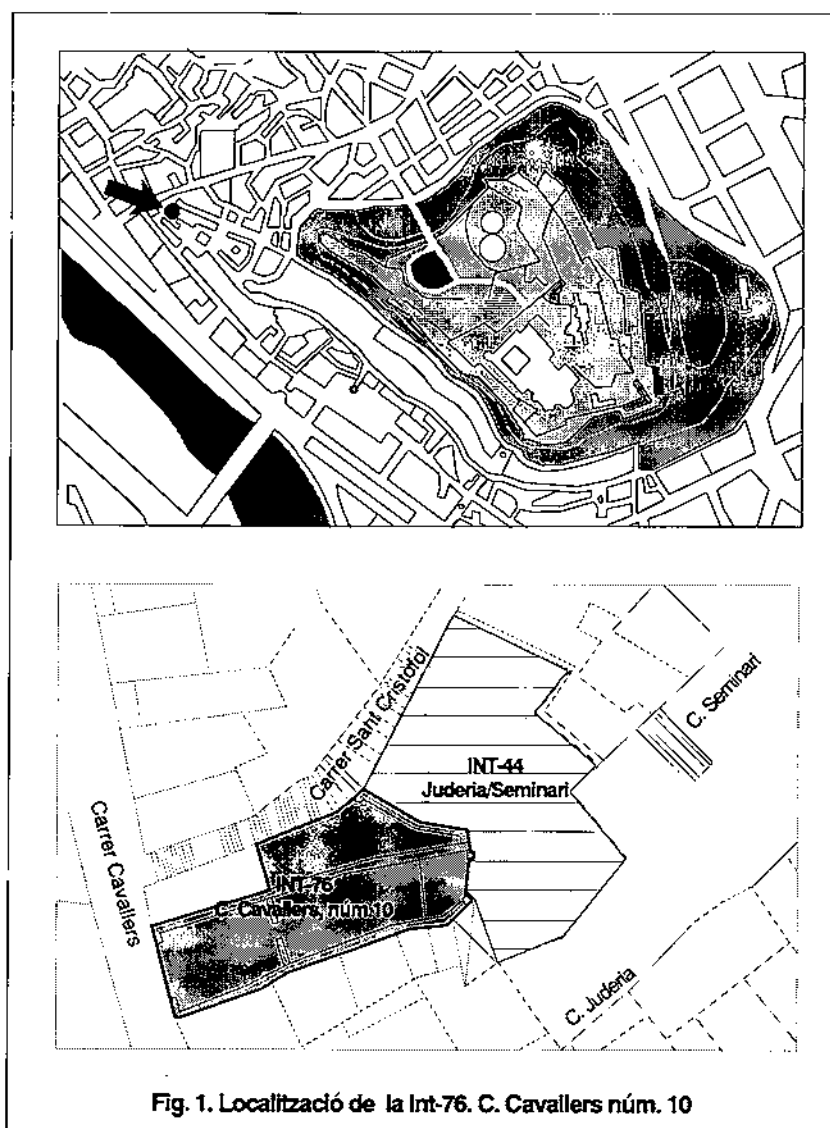 Carrer Sant Cristòfol
C. Seminari
INT-44
Juderia/Seminari
Carrer Cavallers
INT-76
C. Cavallers, núm.10
C. Juderia
Fig. 1. Localització de la Int-76. C. Cavallers núm. 10